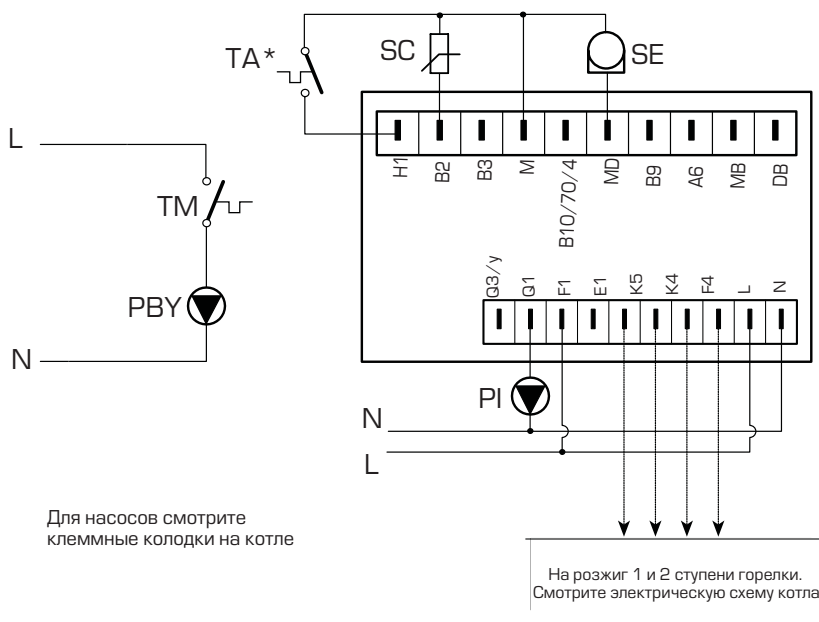 TA*
SC
SE
L
H1
B2
B3
M
B10/70/4
MD
B9
A6
MB
DB
TM
Q3/y
Q1
F1
E1
K5
K4
F4
L
N
PBY
N
PI
N
L
Для насосов смотрите
клеммные колодки на котле
На розжиг 1 и 2 ступени горелки.
Смотрите электрическую схему котла